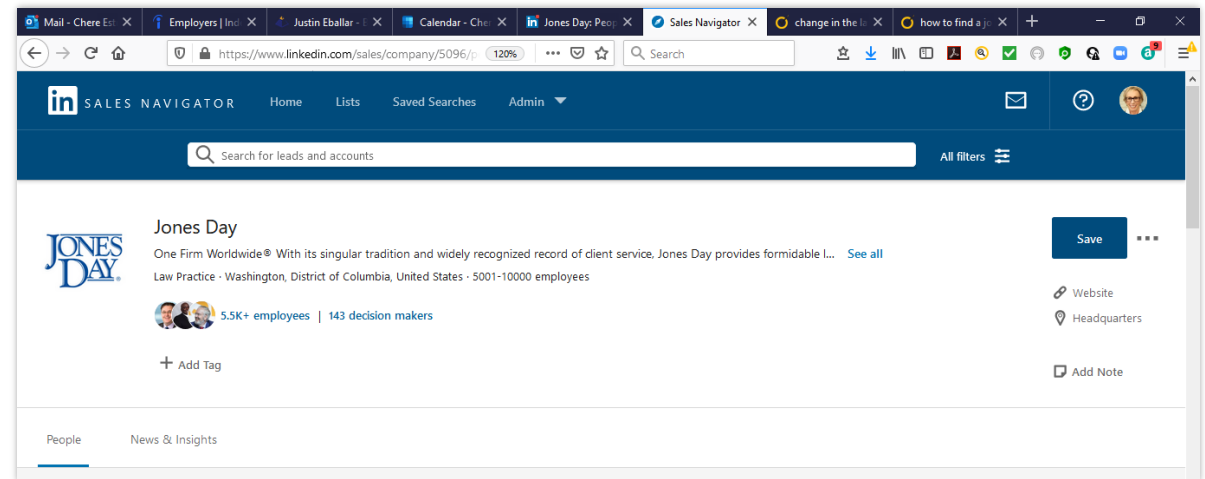 Mail - Chere Est
Employers | Ind
Justin Eballar - E
Calendar - Che
Jones Day: Peop
Sales Navigator
change in the la
how to find a jo
https://www.linkedin.com/sales/company/5096/p
120%
Search
9
in SALES NAVIGATOR
Home
Lists
Saved Searches
Admin
Search for leads and accounts
All filters
JONES DAY.
Jones Day
Save
One Firm Worldwide® With its singular tradition and widely recognized record of client service, Jones Day provides formidable l... See all
Law Practice · Washington, District of Columbia, United States · 5001-10000 employees
Website
5.5K+ employees | 143 decision makers
Headquarters
+ Add Tag
Add Note
People
News & Insights